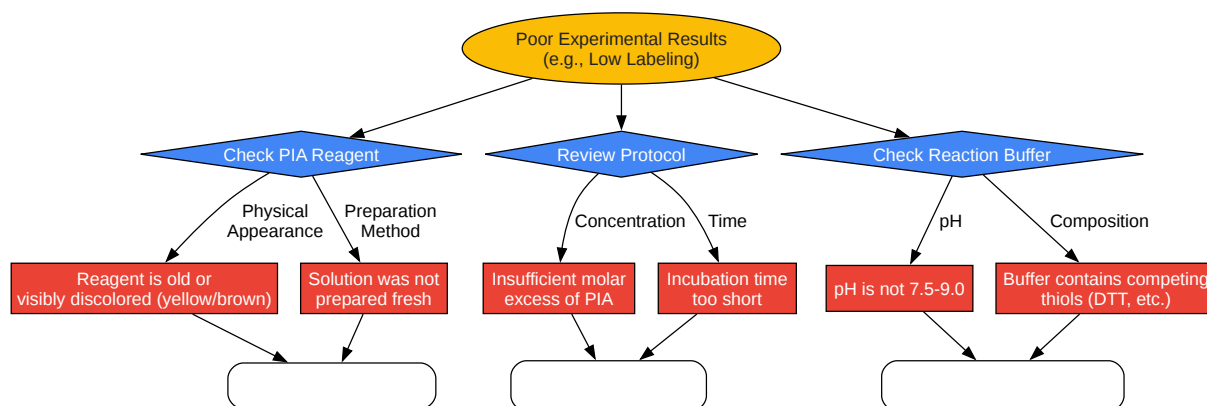 Poor Experimental Results
(e.g., Low Labeling)
Check PIA Reagent
Review Protocol
Check Reaction Buffer
Physical
Appearance
Preparation
Method
Concentration
Time
pH
Composition
Reagent is old or
visibly discolored (yellow/brown)
Solution was not
prepared fresh
Insufficient molar
excess of PIA
Incubation time
too short
pH is not 7.5-9.0
Buffer contains competing
thiols (DTT, etc.)